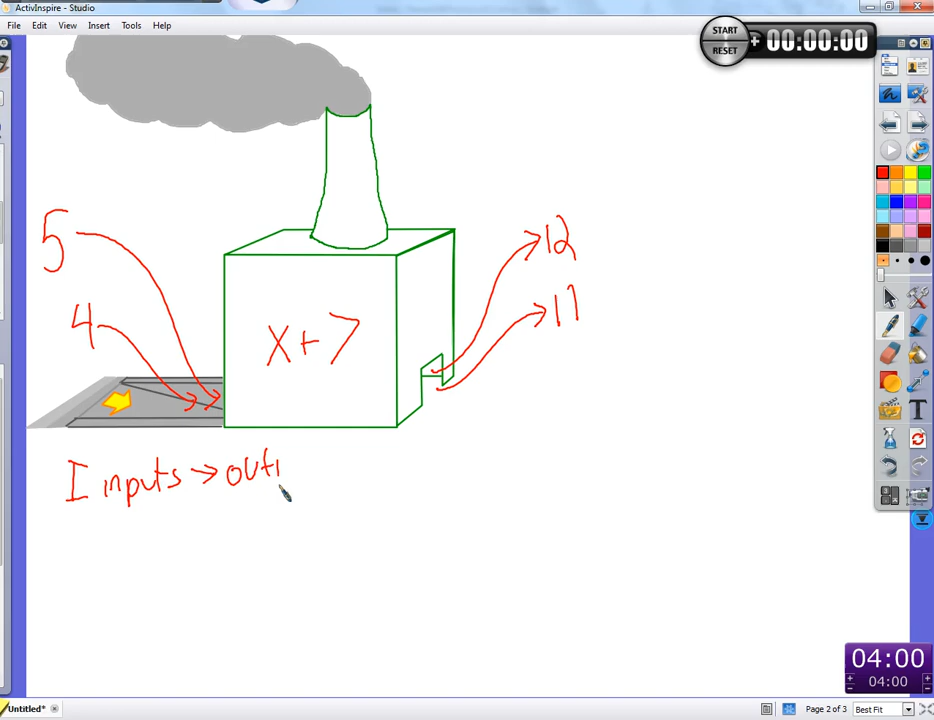 ActivInspire - Studio
File Edit View Insert Tools Help
START
RESET
+ 00:00:00
5
4
x + 7
12
11
I inputs → out
04:00
04:00
Untitled*
Page 2 of 3
Best Fit